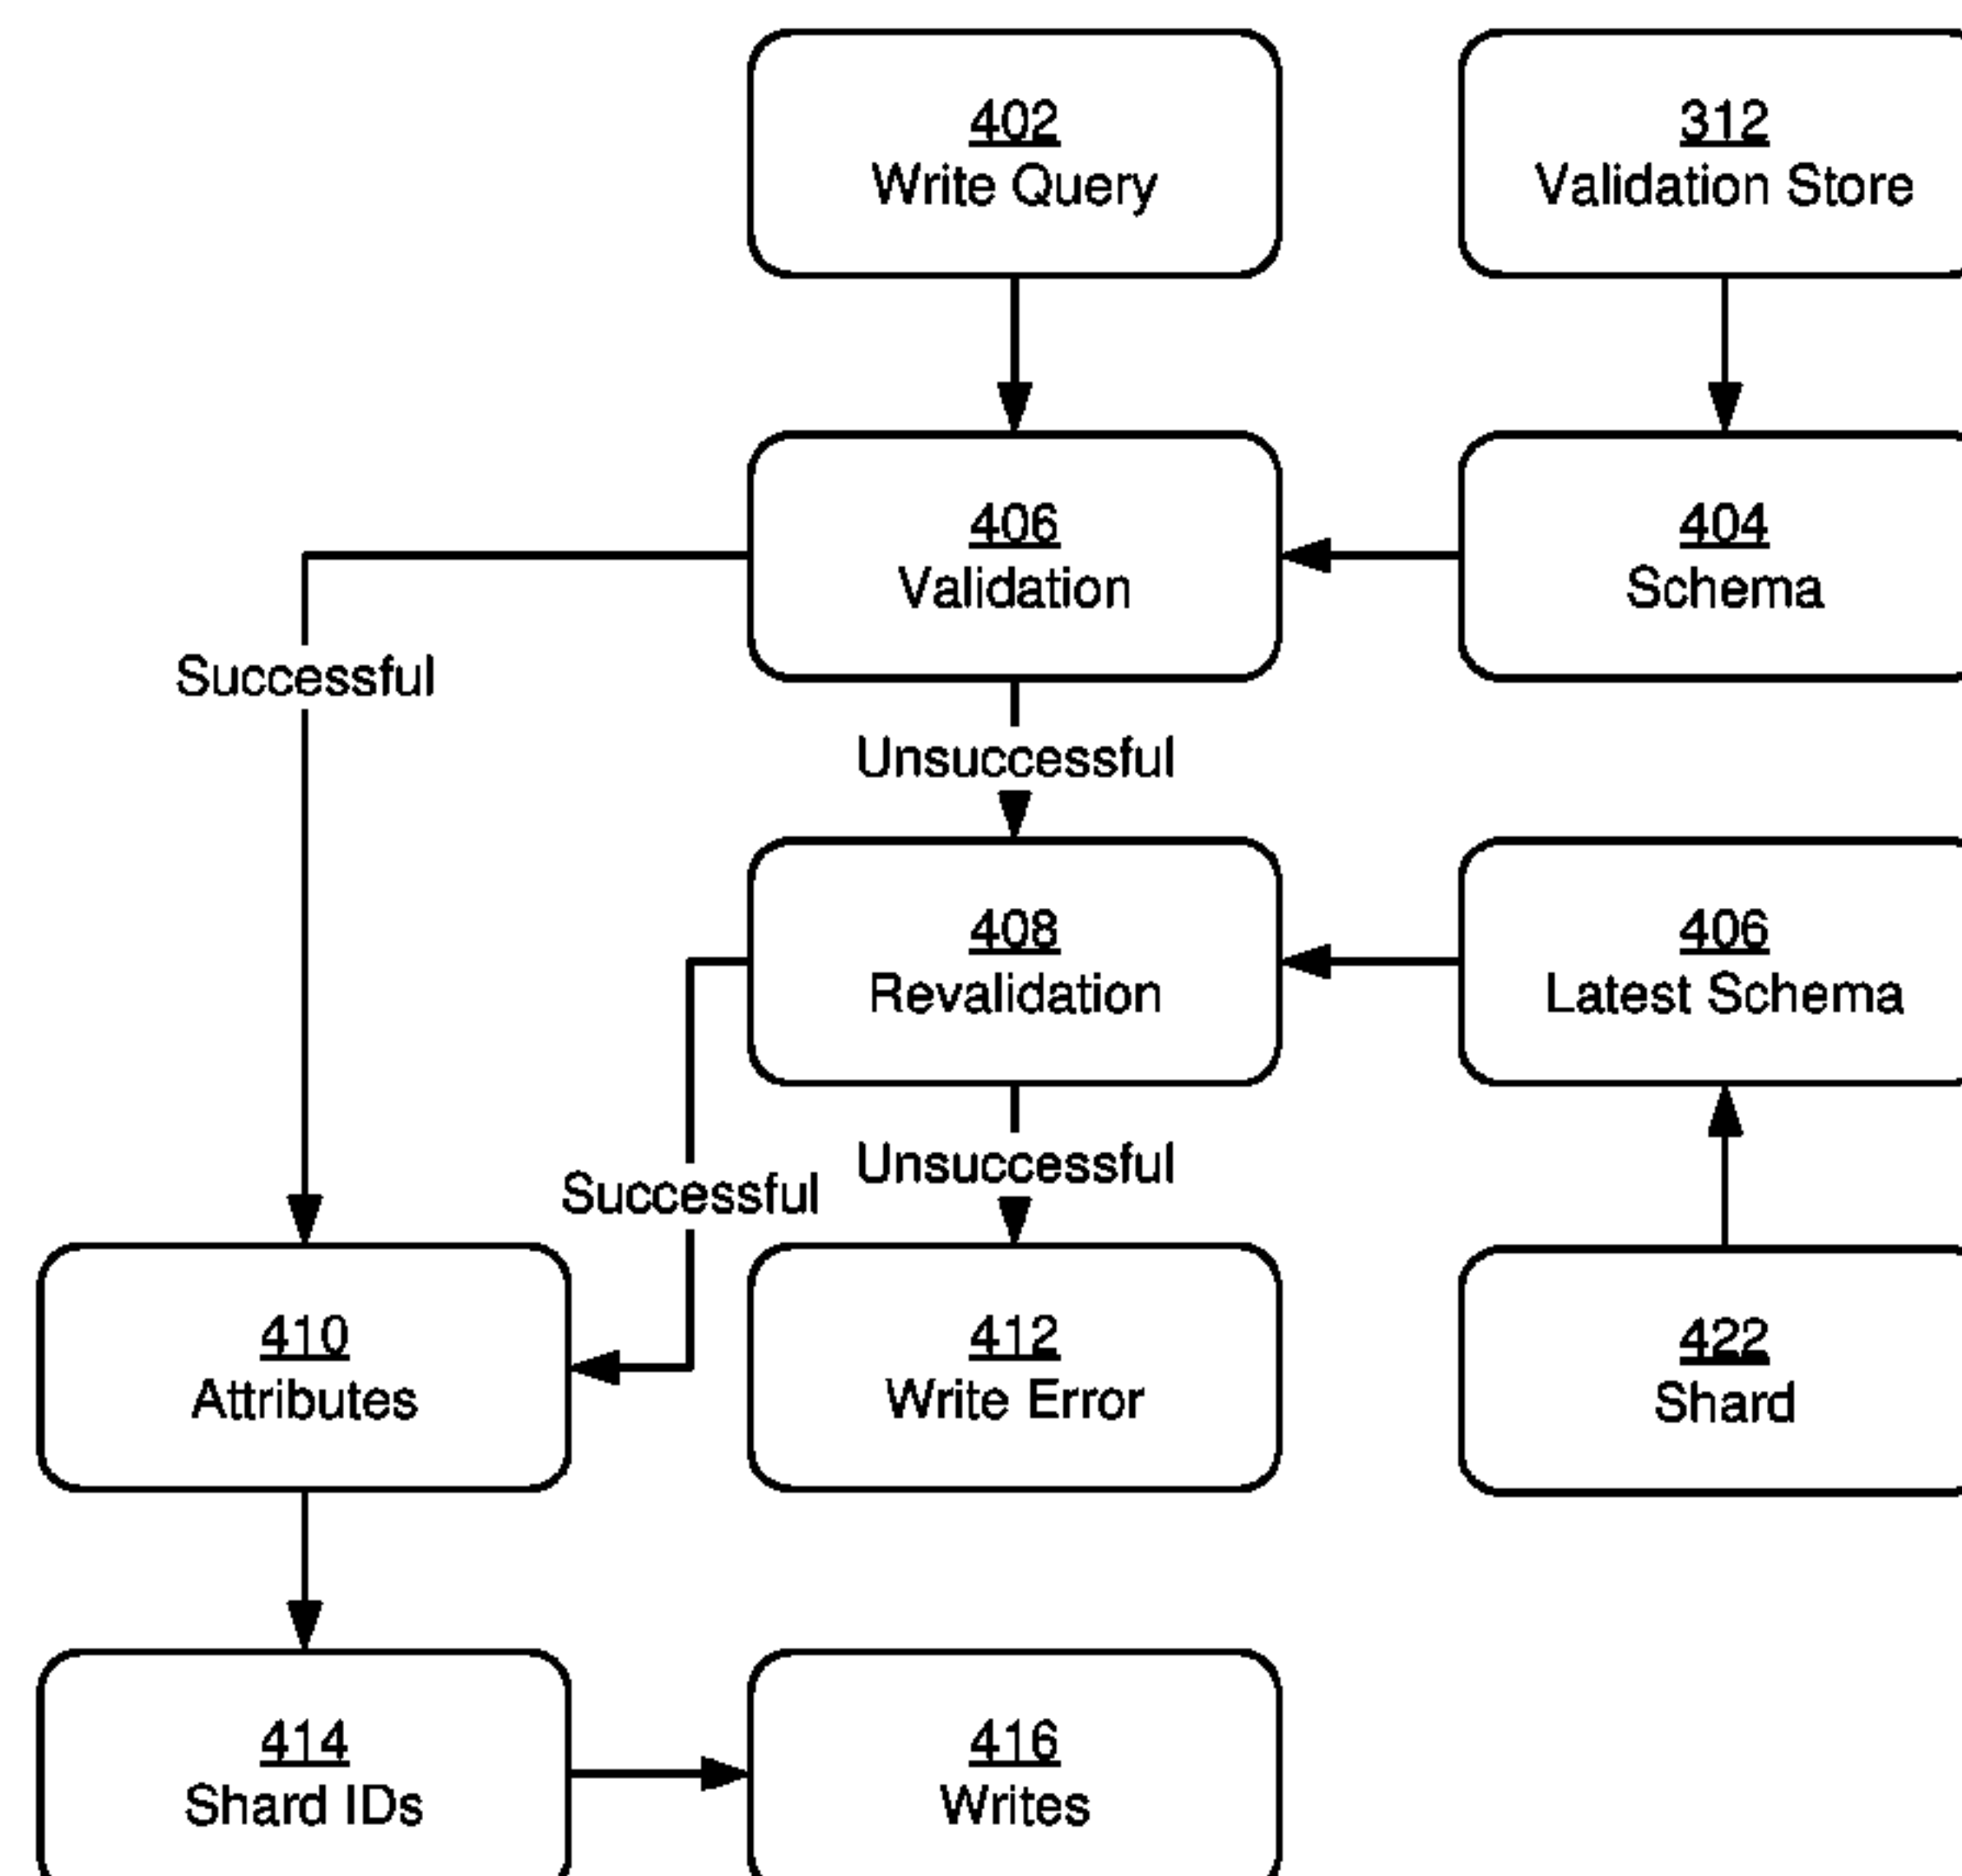 402
Write Query
312
Validation Store
406
Validation
404
Schema
Successful
Unsuccessful
408
Revalidation
406
Latest Schema
Successful
Unsuccessful
410
Attributes
412
Write Error
422
Shard
414
Shard IDs
416
Writes